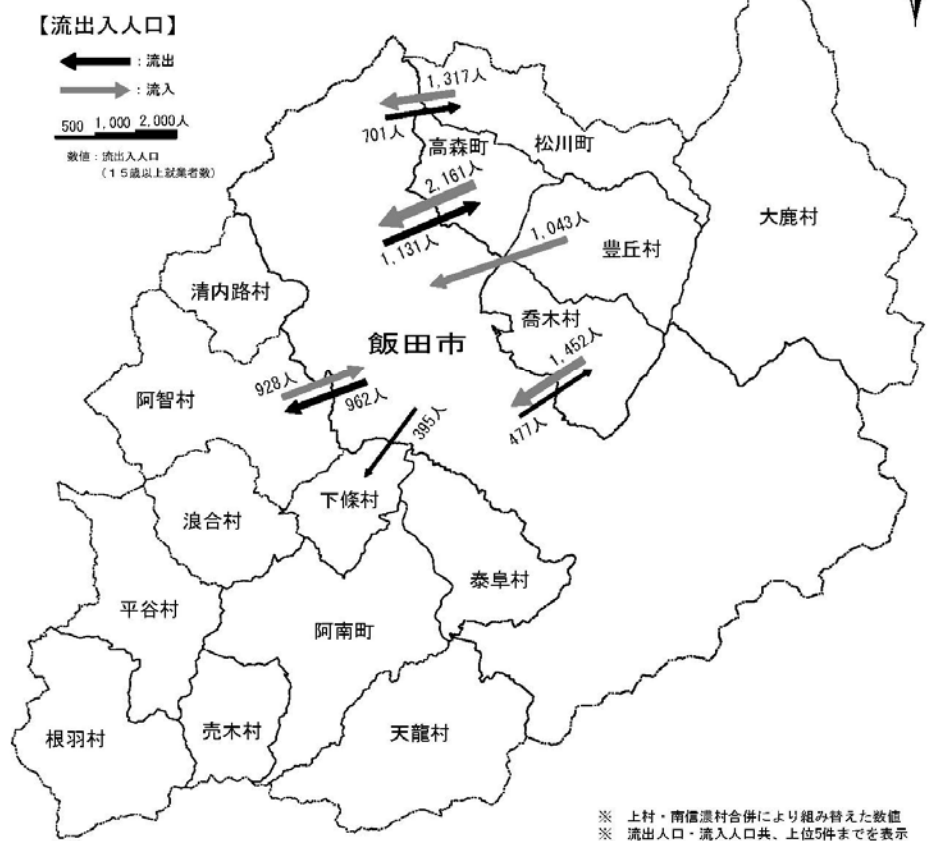 【流出入人口】
：流出
：流入
500 1,000 2,000人
数値：流出入人口
（１５歳以上就業者数）
1,317人
701人
高森町
松川町
2,161人
1,131人
1,043人
豊丘村
大鹿村
清内路村
喬木村
飯田市
1,452人
477人
928人
962人
阿智村
395人
下條村
浪合村
泰阜村
平谷村
阿南町
根羽村
売木村
天龍村
※ 上村・南信濃村合併により組み替えた数値
※ 流出人口・流入人口共、上位5件までを表示